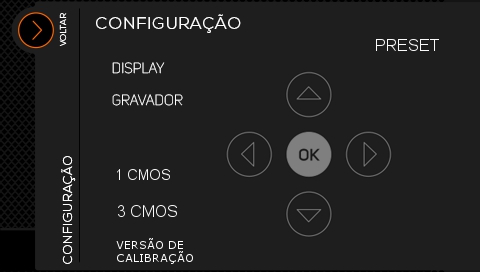 VOLTAR
CONFIGURAÇÃO
PRESET
DISPLAY
GRAVADOR
OK
1 CMOS
3 CMOS
VERSÃO DE
CALIBRAÇÃO
CONFIGURAÇÃO